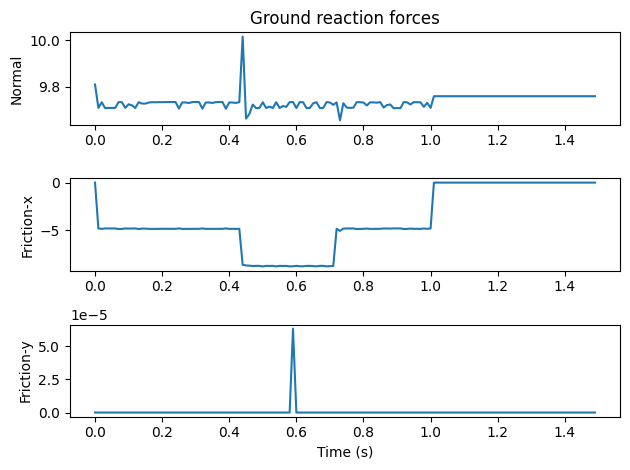 Ground reaction forces
Normal
10.0
9.8
0.0 0.2 0.4 0.6 0.8 1.0 1.2 1.4
Friction-x
0
−5
0.0 0.2 0.4 0.6 0.8 1.0 1.2 1.4
1e−5
Friction-y
5.0
2.5
0.0
0.0 0.2 0.4 0.6 0.8 1.0 1.2 1.4
Time (s)